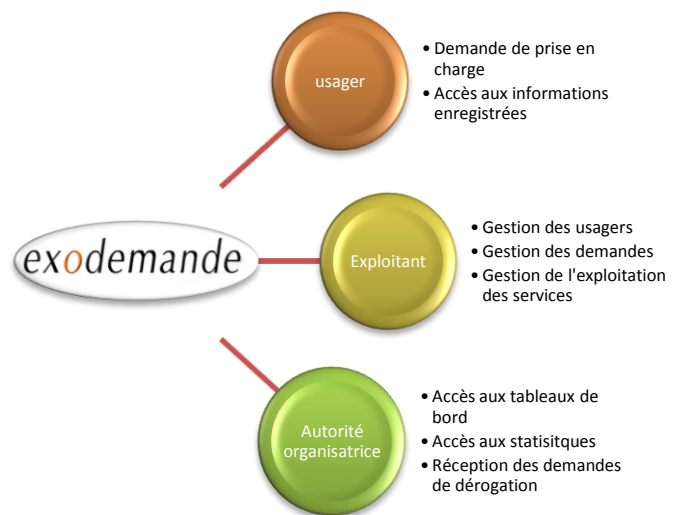 usager
• Demande de prise en
charge
• Accès aux informations
enregistrées
exodemande
Exploitant
• Gestion des usagers
• Gestion des demandes
• Gestion de l'exploitation
des services
Autorité
organisatrice
• Accès aux tableaux de
bord
• Accès aux statisitques
• Réception des demandes
de dérogation